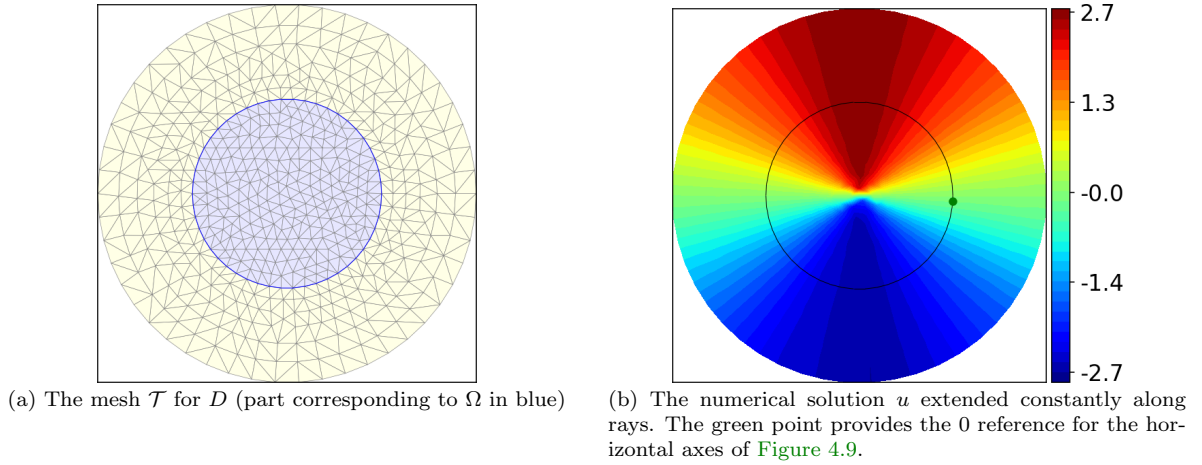 2.7
1.3
-0.0
-1.4
-2.7
(a) The mesh 𝒯 for D (part corresponding to Ω in blue)
(b) The numerical solution u extended constantly along
rays. The green point provides the 0 reference for the hor-
izontal axes of Figure 4.9.